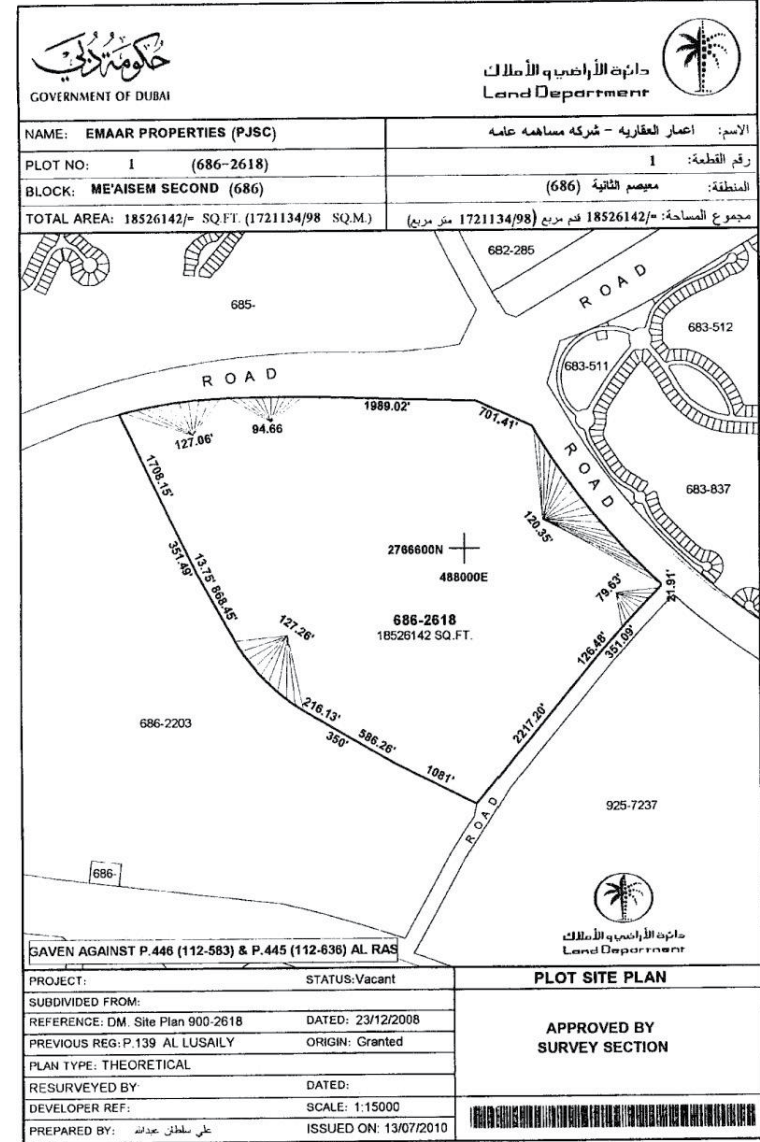 حكومة دبي
GOVERNMENT OF DUBAI
دائرة الأراضي والأملاك
Land Department
NAME: EMAAR PROPERTIES (PJSC)
الاسم: اعمار العقاريه - شركه مساهمه عامه
PLOT NO: 1 (686-2618)
رقم القطعة: 1
BLOCK: ME'AISEM SECOND (686)
المنطقة: معيصم الثانية (686)
TOTAL AREA: 18526142/= SQ.FT. (1721134/98 SQ.M.)
مجموع المساحة: =/18526142 قدم مربع (1721134/98 متر مربع)
682-285
ROAD
685-
683-512
683-511
ROAD
1989.02'
701.41'
127.06'
94.66
ROAD
1708.15'
683-837
120.35'
351.49'
2766600N
488000E
13.75' 868.45'
79.63'
21.91'
686-2618
18526142 SQ.FT.
127.26'
126.48'
351.09'
216.13'
686-2203
350'
586.26'
2217.20'
1081'
ROAD
925-7237
686-
دائرة الأراضي والأملاك
Land Department
GAVEN AGAINST P.446 (112-583) & P.445 (112-636) AL RAS
PROJECT:
STATUS:Vacant
PLOT SITE PLAN
SUBDIVIDED FROM:
REFERENCE: DM. Site Plan 900-2618
DATED: 23/12/2008
APPROVED BY
SURVEY SECTION
PREVIOUS REG:P.139 AL LUSAILY
ORIGIN: Granted
PLAN TYPE: THEORETICAL
RESURVEYED BY
DATED:
DEVELOPER REF:
SCALE: 1:15000
PREPARED BY: علي سلطان عبدالله
ISSUED ON: 13/07/2010